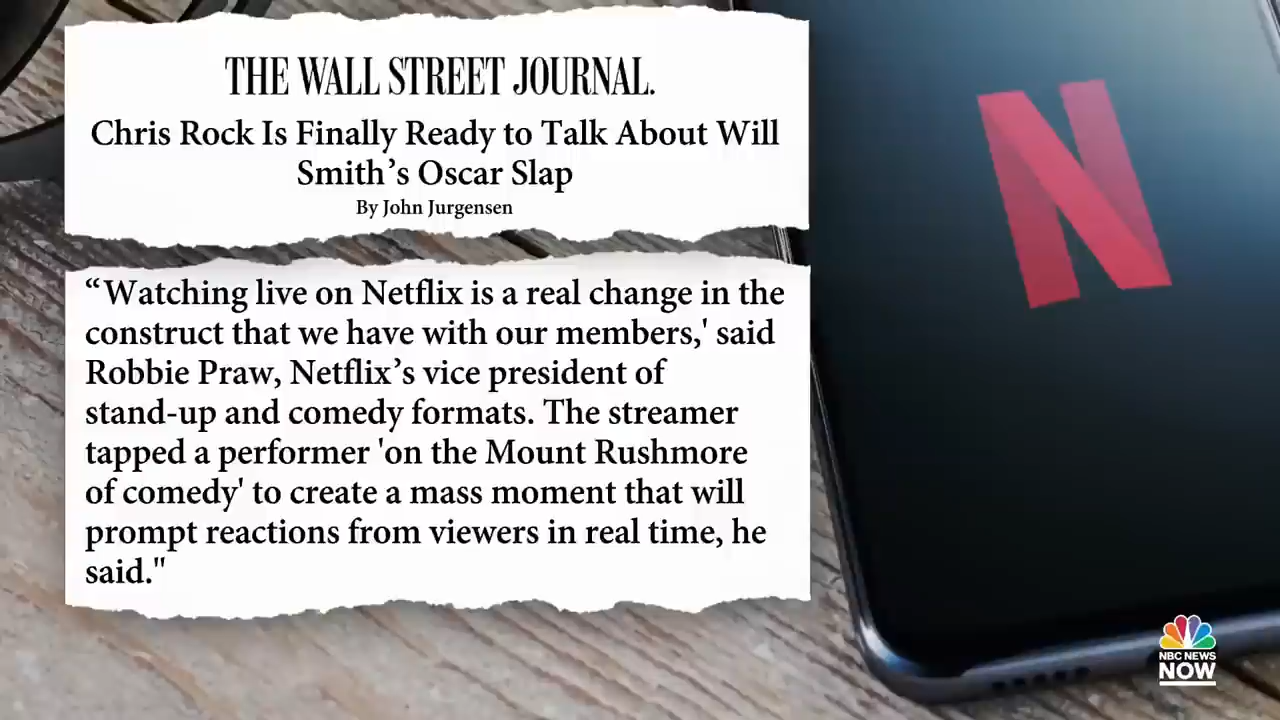 THE WALL STREET JOURNAL.
Chris Rock Is Finally Ready to Talk About Will
Smith’s Oscar Slap
By John Jurgensen
“Watching live on Netflix is a real change in the
construct that we have with our members,' said
Robbie Praw, Netflix’s vice president of
stand-up and comedy formats. The streamer
tapped a performer 'on the Mount Rushmore
of comedy' to create a mass moment that will
prompt reactions from viewers in real time, he
said."
N
NBC NEWS
NOW